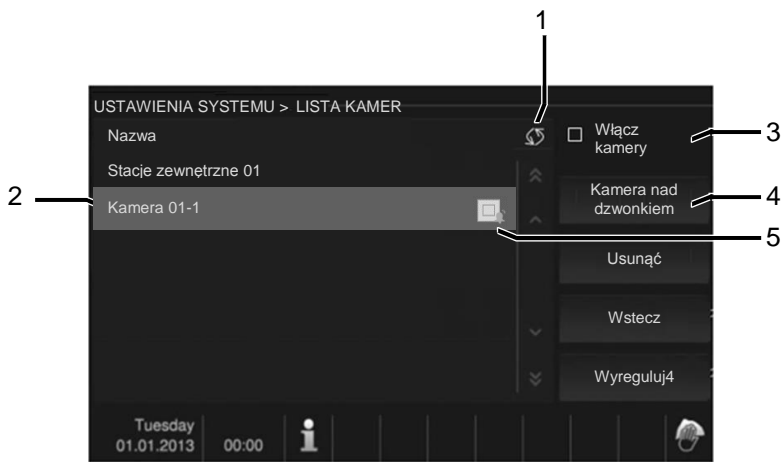 1
USTAWIENIA SYSTEMU > LISTA KAMER
Nazwa
Włącz
kamery
3
Stacje zewnętrzne 01
2
Kamera 01-1
Kamera nad
dzwonkiem
4
5
Usunąć
Wstecz
Wyreguluj4
Tuesday
01.01.2013
00:00